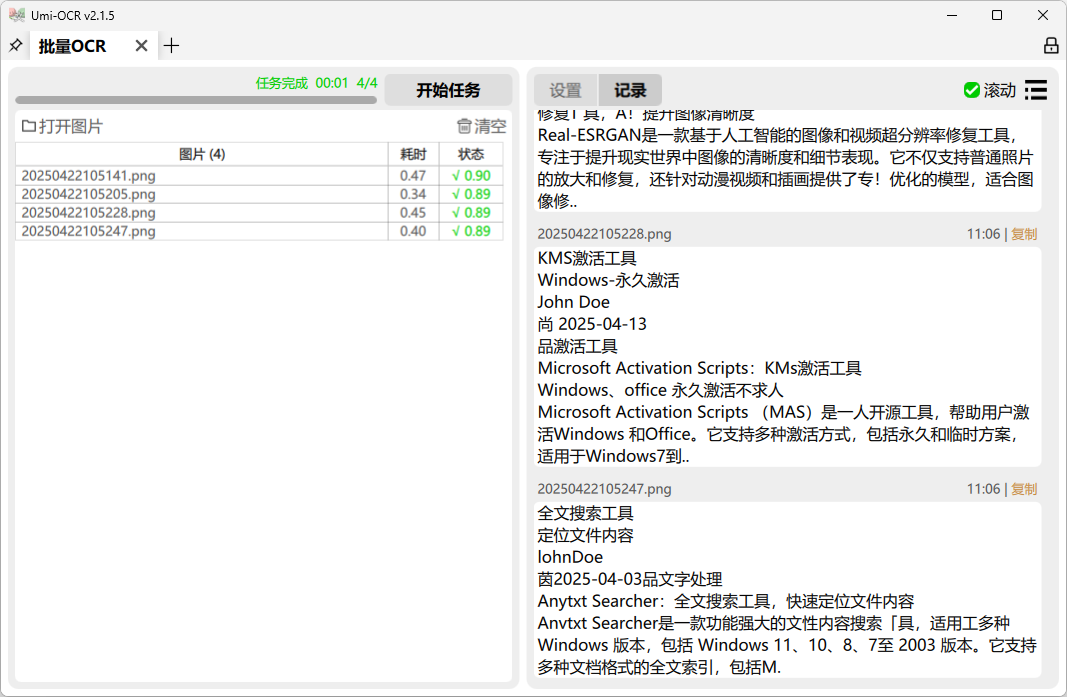 Umi-OCR v2.1.5
批量OCR
任务完成 00:01 4/4
开始任务
打开图片
清空
图片 (4) 耗时 状态
20250422105141.png 0.47 √ 0.90
20250422105205.png 0.34 √ 0.89
20250422105228.png 0.45 √ 0.89
20250422105247.png 0.40 √ 0.89
设置 记录
滚动
修复1 具，A！提升图像清晰度
Real-ESRGAN是一款基于人工智能的图像和视频超分辨率修复工具，
专注于提升现实世界中图像的清晰度和细节表现。它不仅支持普通照片
的放大和修复，还针对动漫视频和插画提供了专！优化的模型，适合图
像修..
20250422105228.png 11:06 | 复制
KMS激活工具
Windows-永久激活
John Doe
尚 2025-04-13
品激活工具
Microsoft Activation Scripts：KMs激活工具
Windows、office 永久激活不求人
Microsoft Activation Scripts （MAS）是一人开源工具，帮助用户激
活Windows 和Office。它支持多种激活方式，包括永久和临时方案，
适用于Windows7到..
20250422105247.png 11:06 | 复制
全文搜索工具
定位文件内容
lohnDoe
茵2025-04-03品文字处理
Anytxt Searcher：全文搜索工具，快速定位文件内容
Anvtxt Searcher是一款功能强大的文性内容搜索「具，适用工多种
Windows 版本，包括 Windows 11、10、8、7至 2003 版本。它支持
多种文档格式的全文索引，包括M.